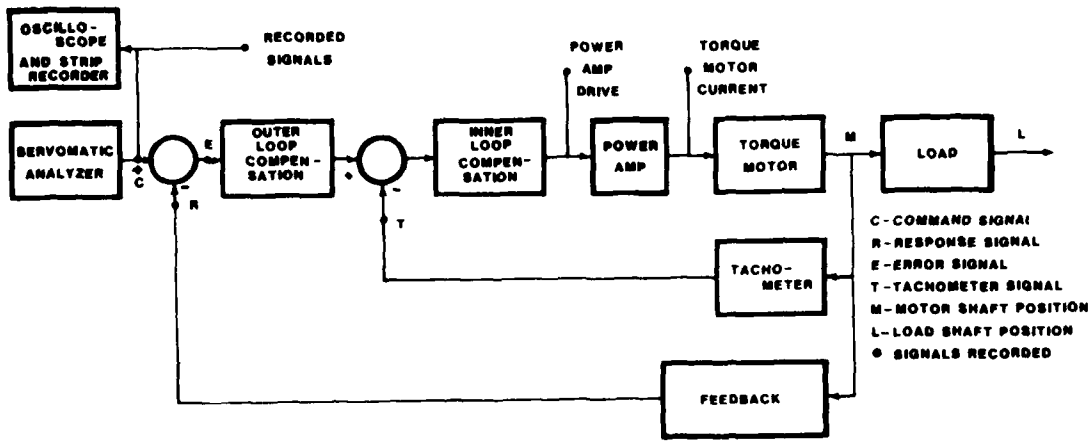 OSCILLO-
SCOPE
AND STRIP
RECORDER
RECORDED
SIGNALS
POWER
AMP
DRIVE
TORQUE
MOTOR
CURRENT
SERVOMATIC
ANALYZER
+
C
-
R
E
OUTER
LOOP
COMPEN-
SATION
+
-
T
INNER
LOOP
COMPEN-
SATION
POWER
AMP
TORQUE
MOTOR
M
LOAD
L
TACHO-
METER
FEEDBACK
C-COMMAND SIGNAL
R-RESPONSE SIGNAL
E-ERROR SIGNAL
T-TACHOMETER SIGNAL
M-MOTOR SHAFT POSITION
L-LOAD SHAFT POSITION
● SIGNALS RECORDED